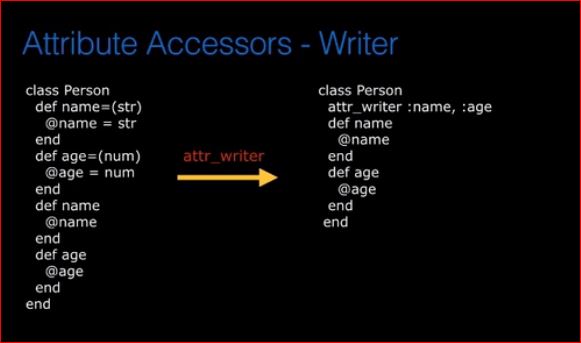 Attribute Accessors - Writer
class Person
def name=(str)
@name = str
end
def age=(num)
@age = num
end
def name
@name
end
def age
@age
end
end
attr_writer
class Person
attr_writer :name, :age
def name
@name
end
def age
@age
end
end